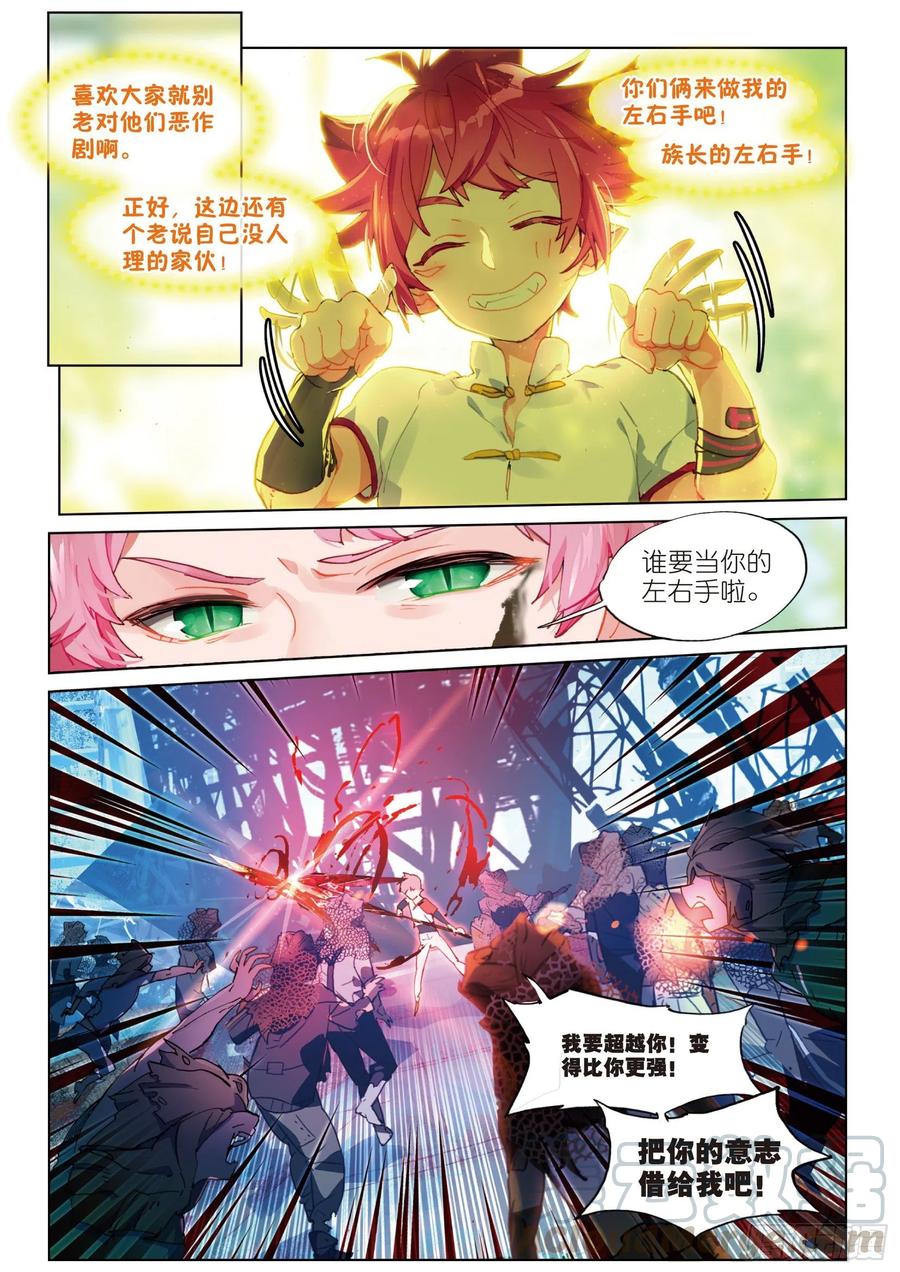 喜欢大家就别
老对他们恶作
剧啊。
正好，这边还有
个老说自己没人
理的家伙！
你们俩来做我的
左右手吧！
族长的左右手！
谁要当你的
左右手啦。
我要超越你！变
得比你更强！
把你的意志
借给我吧！